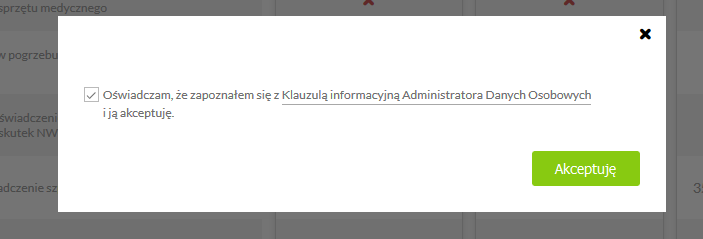 sprzętu medycznego
w pogrzebu
Oświadczam, że zapoznałem się z Klauzulą informacyjną Administratora Danych Osobowych
i ją akceptuję.
świadczeni
skutek NW
Akceptuję
adczenie sz